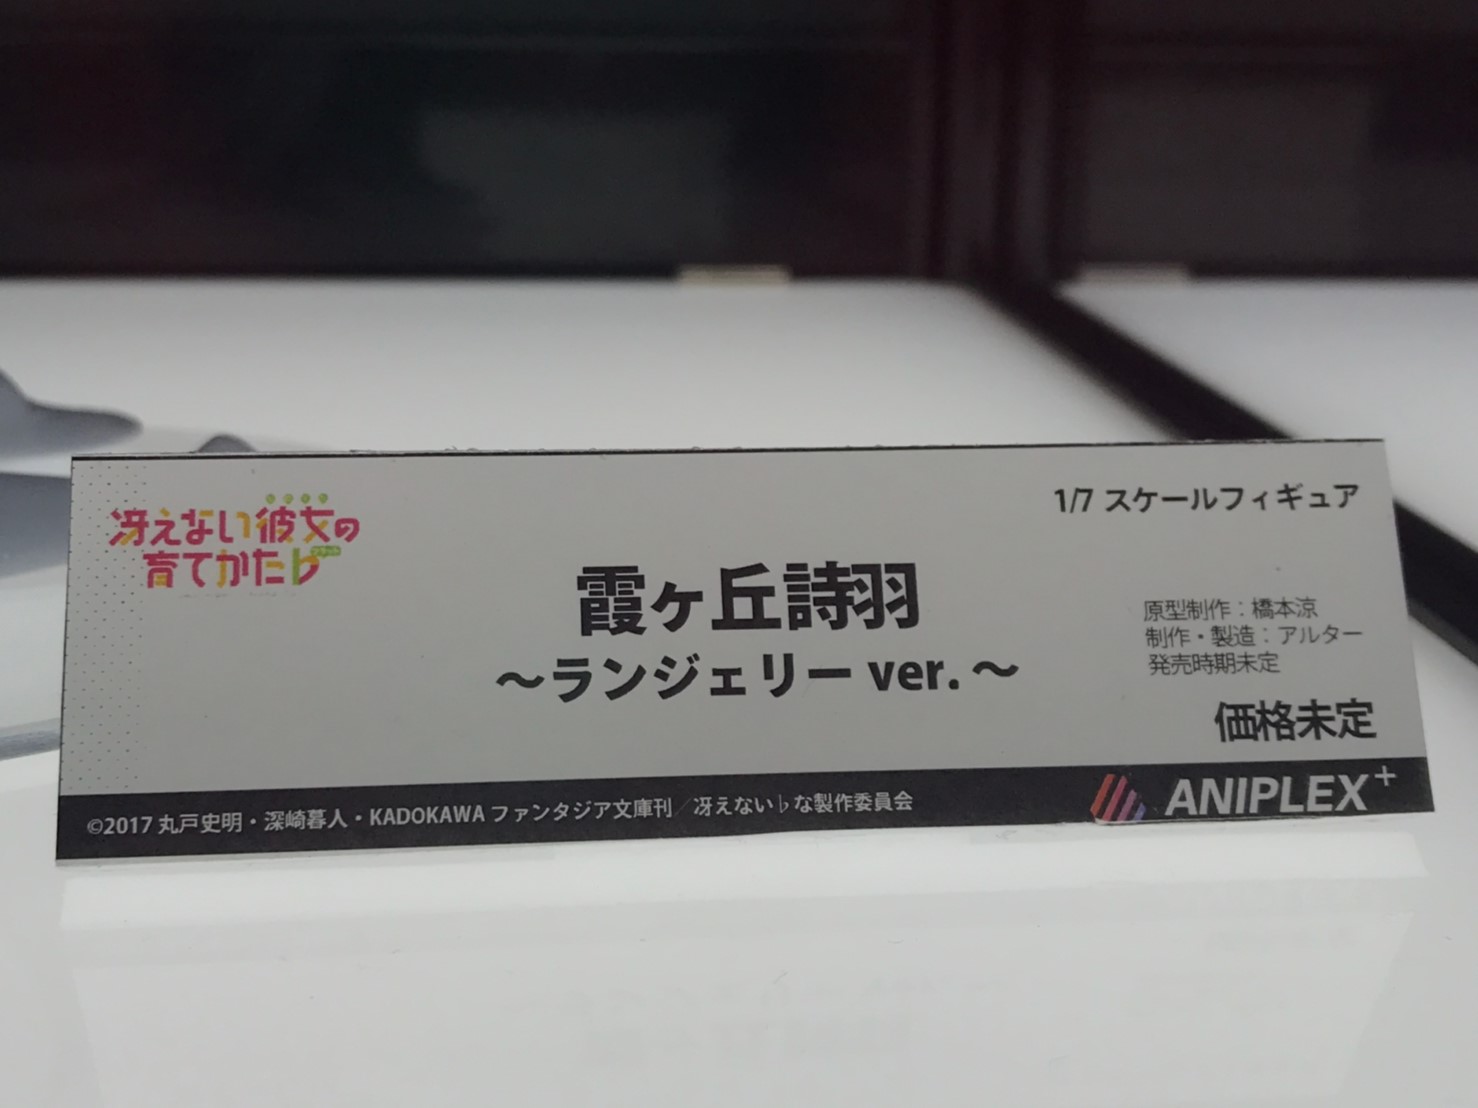 冴えない彼女の
育てかた♭
1/7 スケールフィギュア
霞ヶ丘詩羽
～ランジェリー ver.～
原型制作：橋本涼
制作・製造：アルター
発売時期未定
価格未定
©2017 丸戸史明・深崎暮人・KADOKAWA ファンタジア文庫刊／冴えない♭な製作委員会
ANIPLEX+